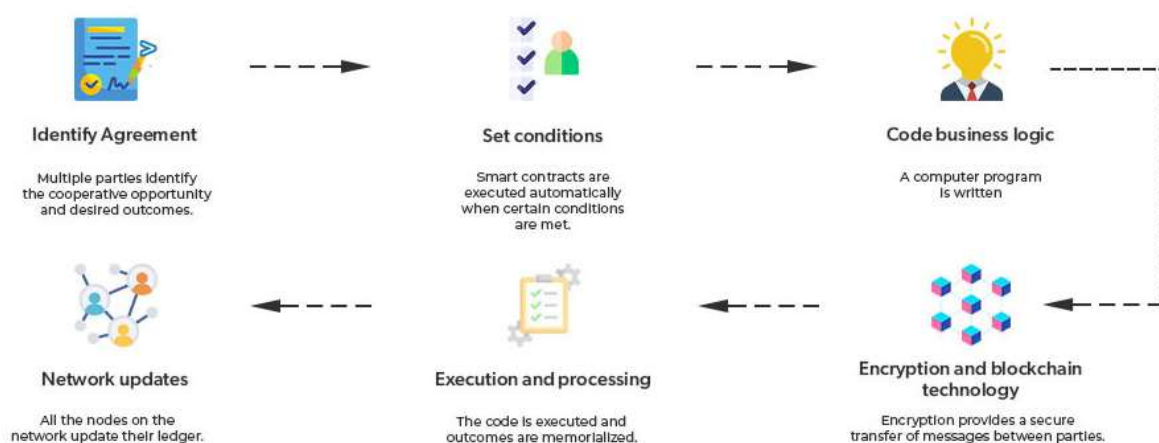 Identify Agreement
Multiple parties identify
the cooperative opportunity
and desired outcomes.
Set conditions
Smart contracts are
executed automatically
when certain conditions
are met.
Code business logic
A computer program
is written
Encryption and blockchain
technology
Encryption provides a secure
transfer of messages between parties.
Execution and processing
The code is executed and
outcomes are memorialized.
Network updates
All the nodes on the
network update their ledger.